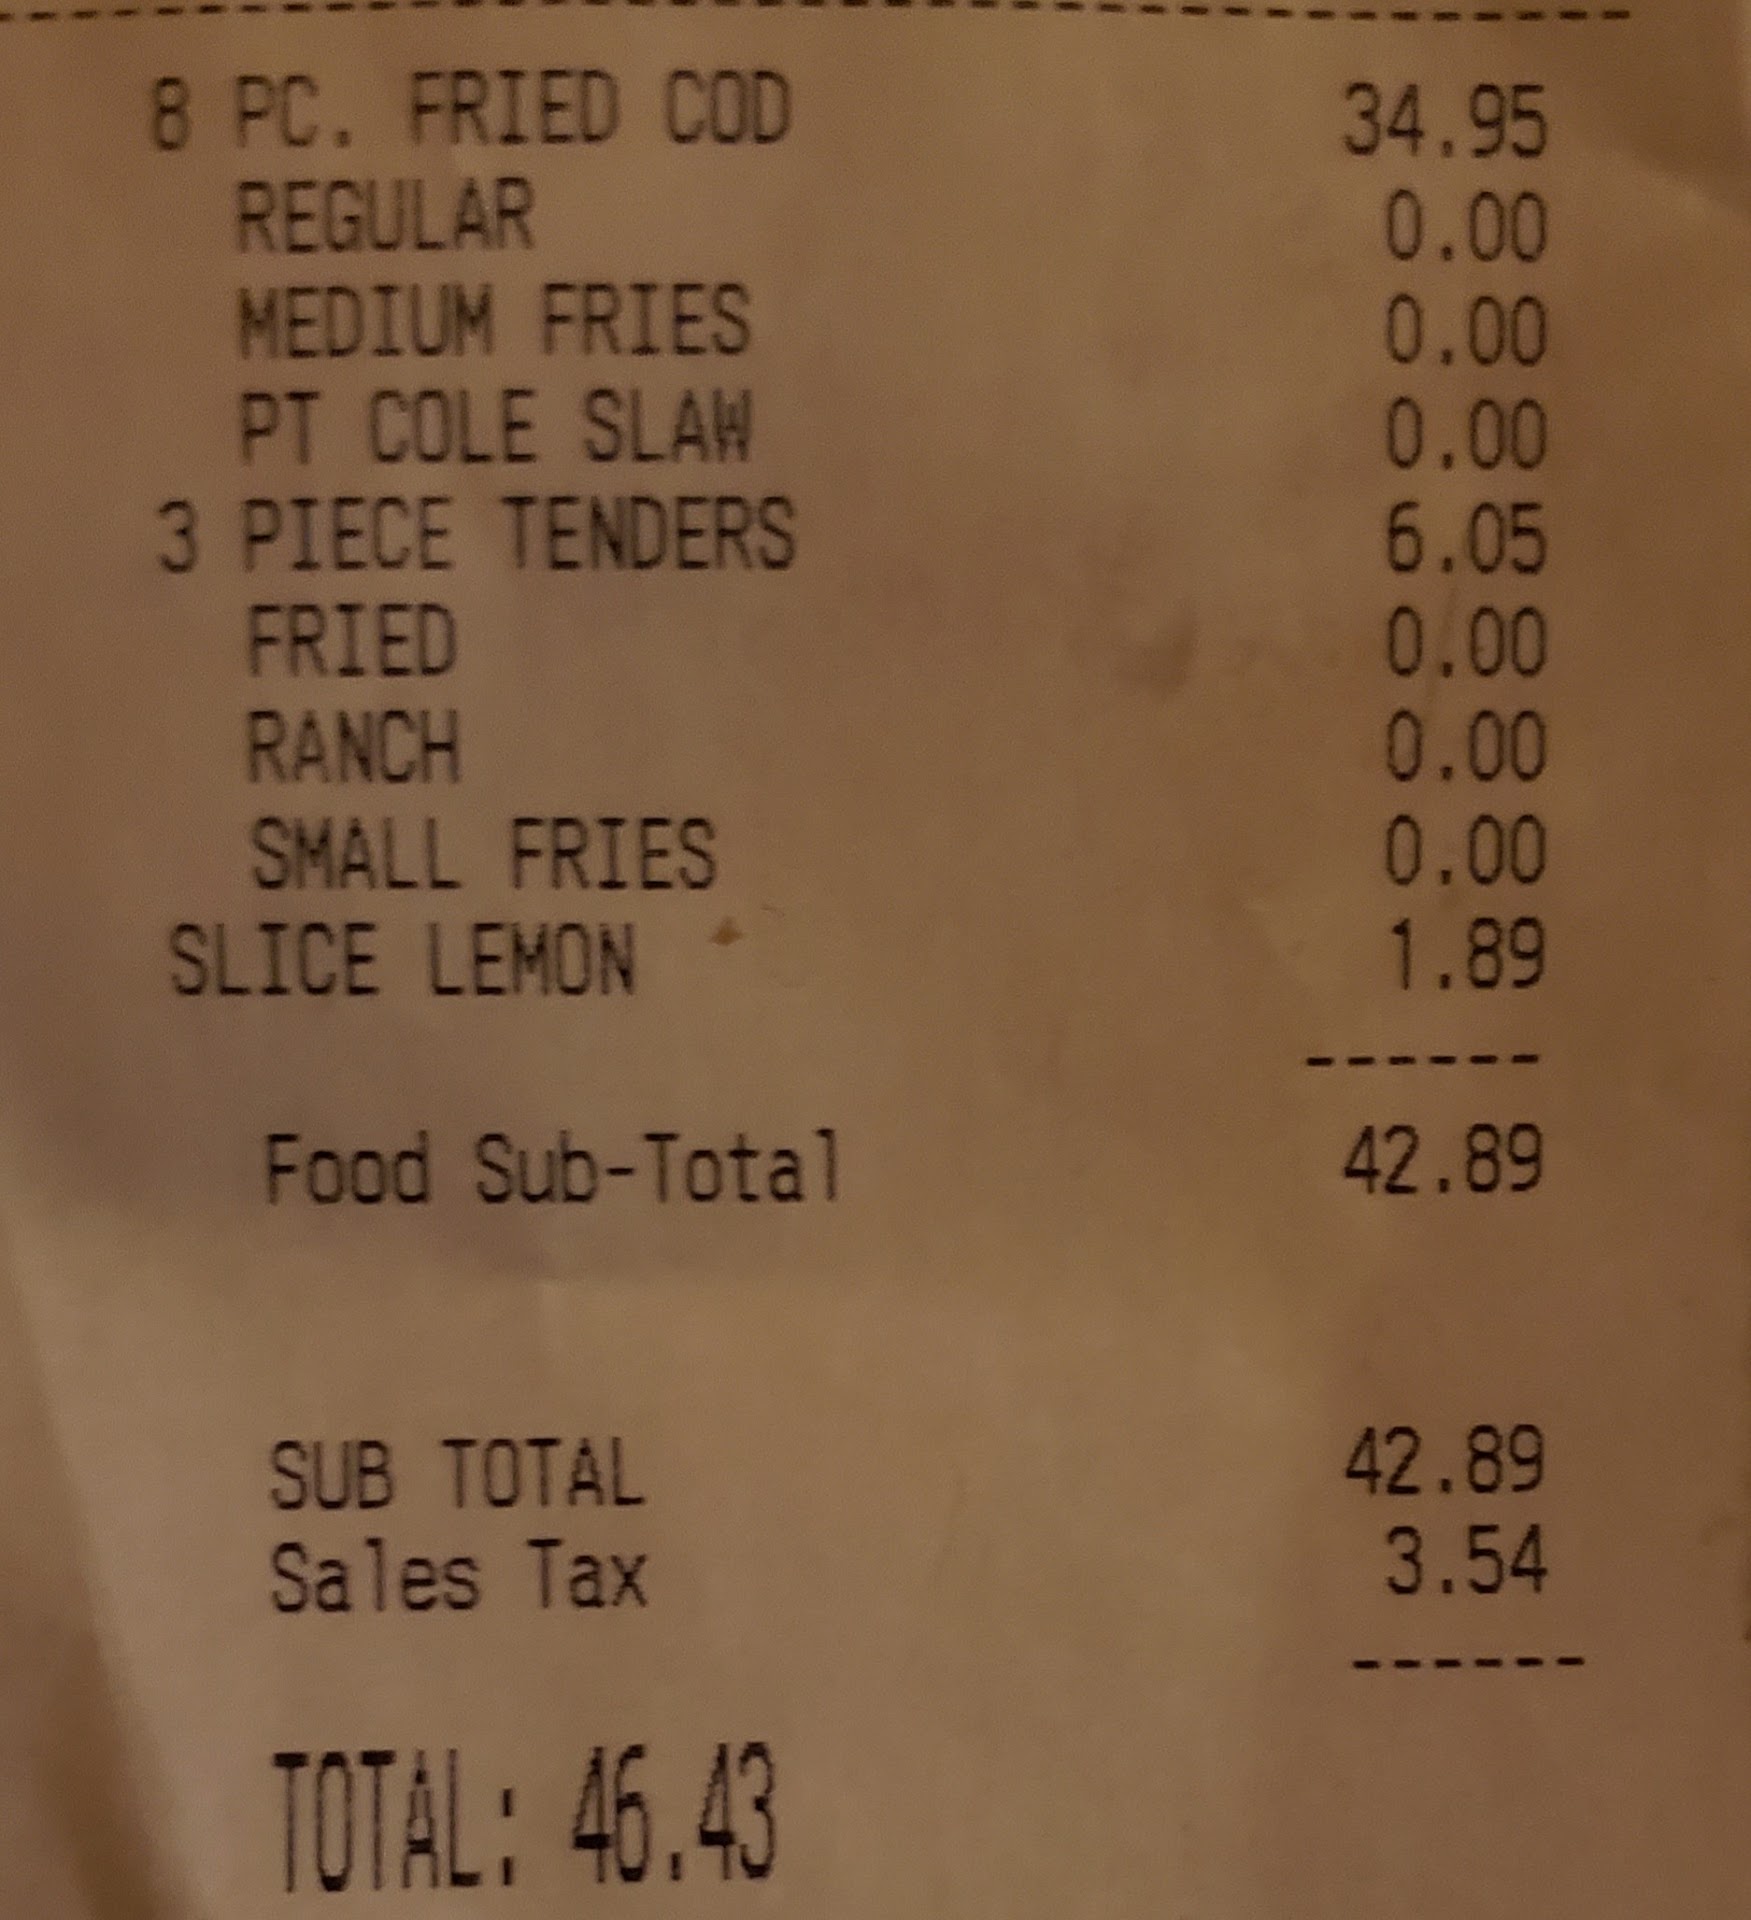 8 PC. FRIED COD 34.95
REGULAR 0.00
MEDIUM FRIES 0.00
PT COLE SLAW 0.00
3 PIECE TENDERS 6.05
FRIED 0.00
RANCH 0.00
SMALL FRIES 0.00
SLICE LEMON 1.89
Food Sub-Total 42.89
SUB TOTAL 42.89
Sales Tax 3.54
TOTAL: 46.43